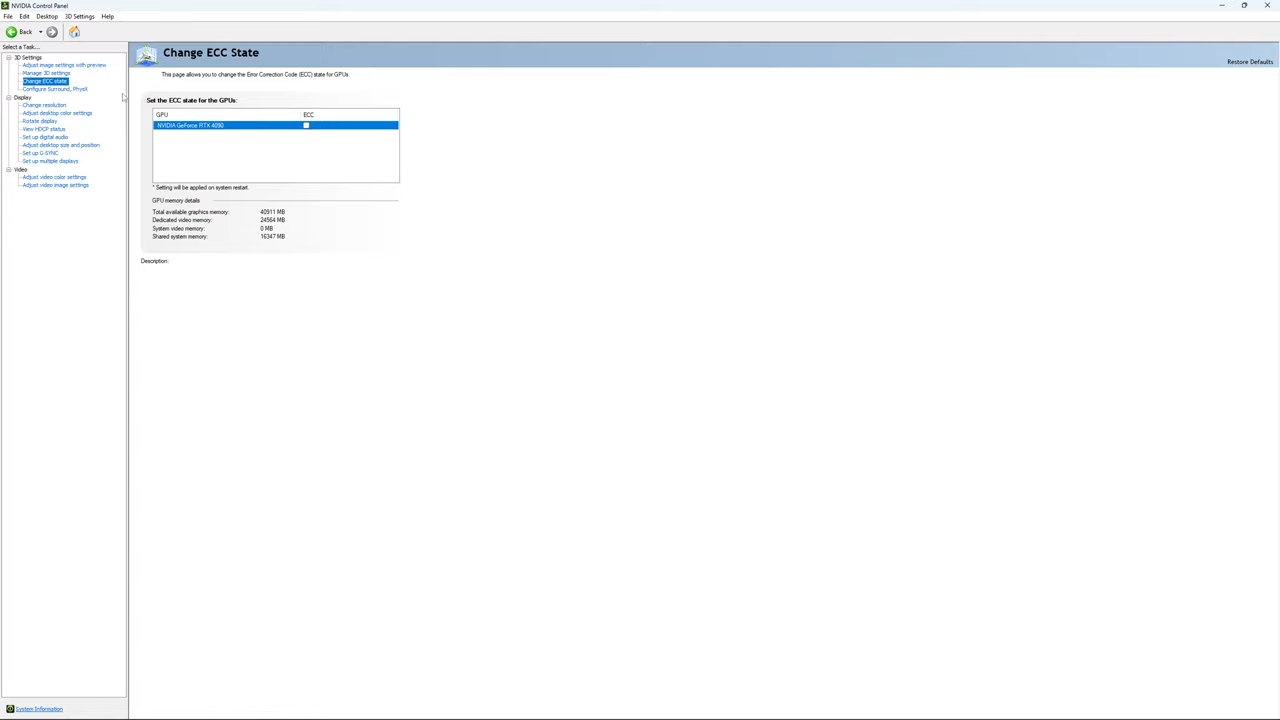 NVIDIA Control Panel
File Edit Desktop 3D Settings Help
Back
Select a Task...
3D Settings
Adjust image settings with preview
Manage 3D settings
Change ECC state
Configure Surround, PhysX
Display
Change resolution
Adjust desktop color settings
Rotate display
View HDCP status
Set up digital audio
Adjust desktop size and position
Set up G-SYNC
Set up multiple displays
Video
Adjust video color settings
Adjust video image settings
System Information
Change ECC State
Restore Defaults
This page allows you to change the Error Correction Code (ECC) state for GPUs.
Set the ECC state for the GPUs:
GPU ECC
NVIDIA GeForce RTX 4090
* Setting will be applied on system restart.
GPU memory details
Total available graphics memory: 40911 MB
Dedicated video memory: 24564 MB
System video memory: 0 MB
Shared system memory: 16347 MB
Description: